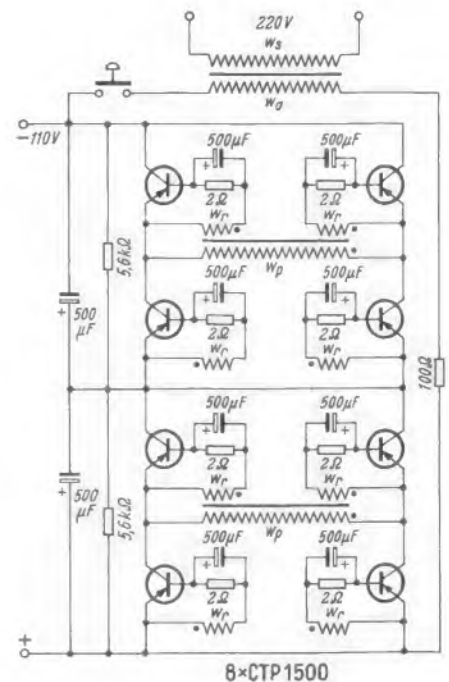 220V
w_s
w_a
−110V
500µF 500µF
+ +
2Ω 2Ω
w_r w_r
5,6kΩ
w_p
500µF 500µF
+ +
2Ω 2Ω
w_r w_r
+ 500 µF
100Ω
500µF 500µF
+ +
2Ω 2Ω
w_r w_r
+ 500 µF
5,6kΩ
w_p
500µF 500µF
+ +
2Ω 2Ω
w_r w_r
+
8×CTP1500